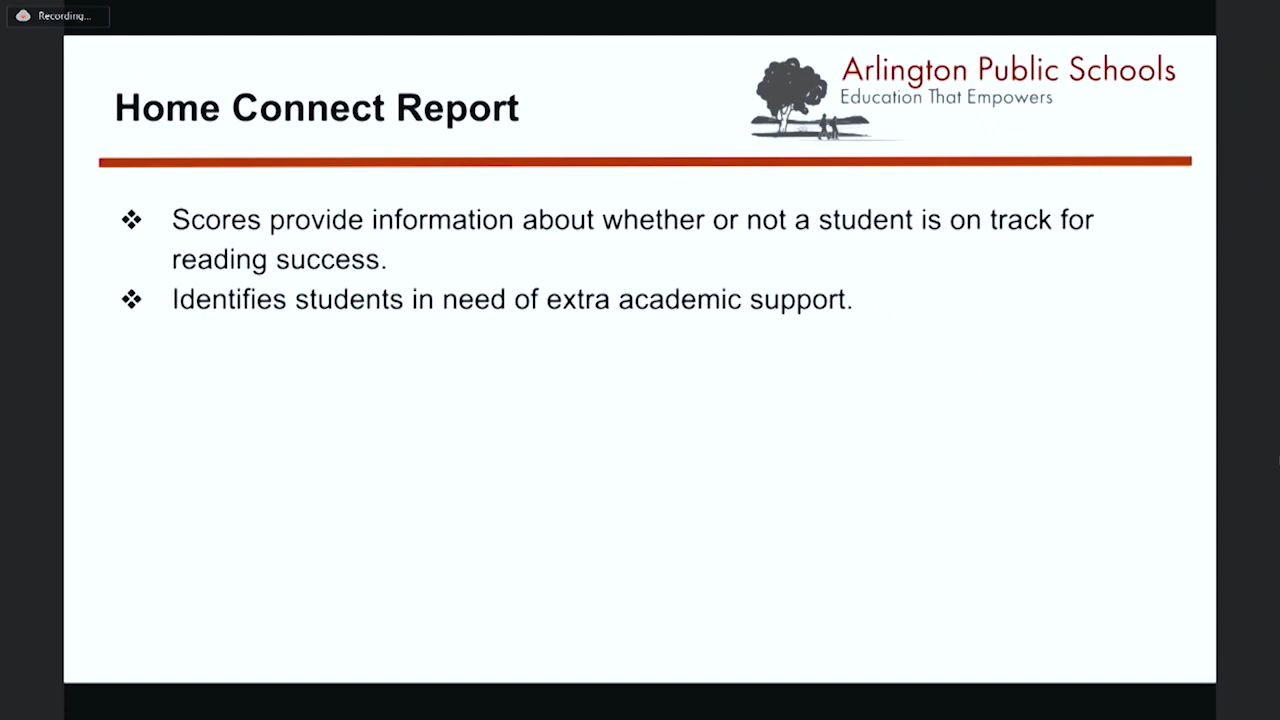 Recording...
Arlington Public Schools
Education That Empowers
Home Connect Report
❖ Scores provide information about whether or not a student is on track for
reading success.
❖ Identifies students in need of extra academic support.